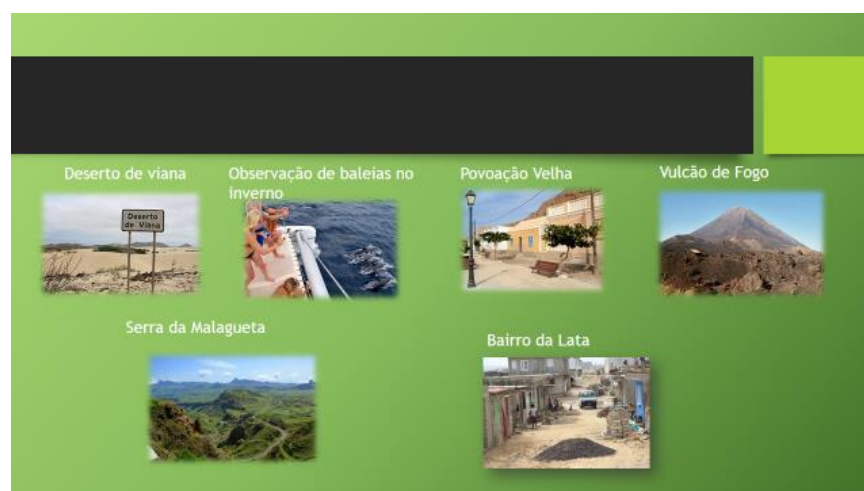 Deserto de viana
Observação de baleias no
inverno
Povoação Velha
Vulcão de Fogo
Deserto
de Viana
Serra da Malagueta
Bairro da Lata